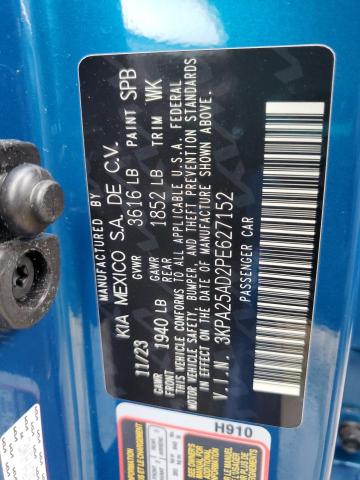 MANUFACTURED BY
KIA MEXICO S.A. DE C.V.
11/23 GVWR 3616 LB PAINT SPB
GAWR FRONT 1940 LB GAWR REAR 1852 LB TRIM WK
THIS VEHICLE CONFORMS TO ALL APPLICABLE U.S.A. FEDERAL
MOTOR VEHICLE SAFETY, BUMPER, AND THEFT PREVENTION STANDARDS
IN EFFECT ON THE DATE OF MANUFACTURE SHOWN ABOVE.
V.I.N. 3KPA25AD2PE627152
PASSENGER CAR
H910